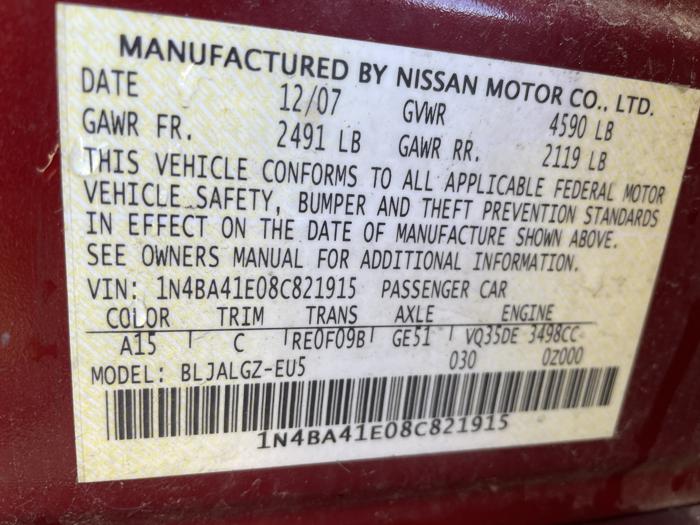 MANUFACTURED BY NISSAN MOTOR CO., LTD.
DATE 12/07 GVWR 4590 LB
GAWR FR. 2491 LB GAWR RR. 2119 LB
THIS VEHICLE CONFORMS TO ALL APPLICABLE FEDERAL MOTOR
VEHICLE SAFETY, BUMPER AND THEFT PREVENTION STANDARDS
IN EFFECT ON THE DATE OF MANUFACTURE SHOWN ABOVE.
SEE OWNERS MANUAL FOR ADDITIONAL INFORMATION.
VIN: 1N4BA41E08C821915 PASSENGER CAR
COLOR TRIM TRANS AXLE ENGINE
A15 C RE0F09B GE51 VQ35DE 3498CC
MODEL: BLJALGZ-EU5 030 0Z000
1N4BA41E08C821915